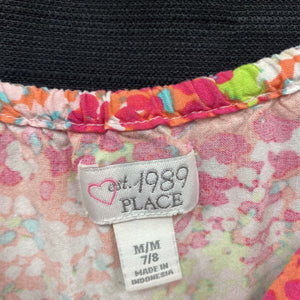 est. 1989
PLACE
M/M
7/8
MADE IN
INDONESIA